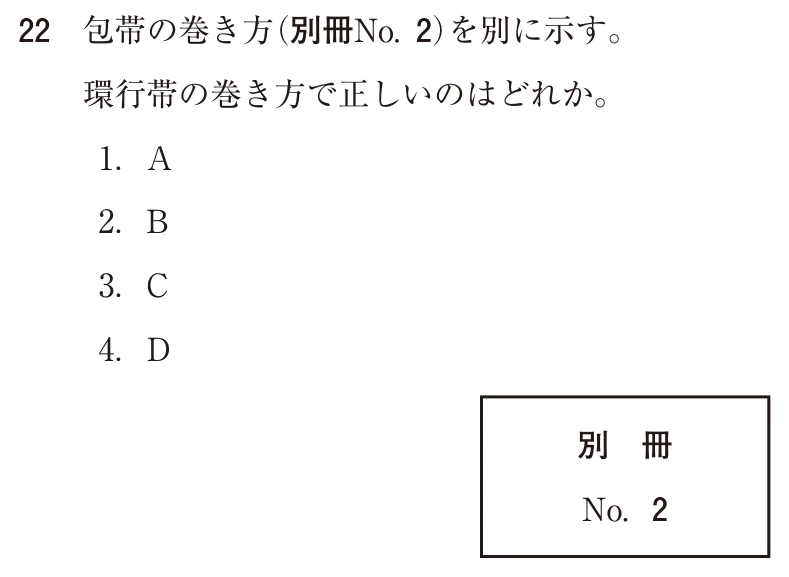 22 包帯の巻き方(別冊No. 2)を別に示す。
環行帯の巻き方で正しいのはどれか。
1. A
2. B
3. C
4. D
別 冊
No. 2